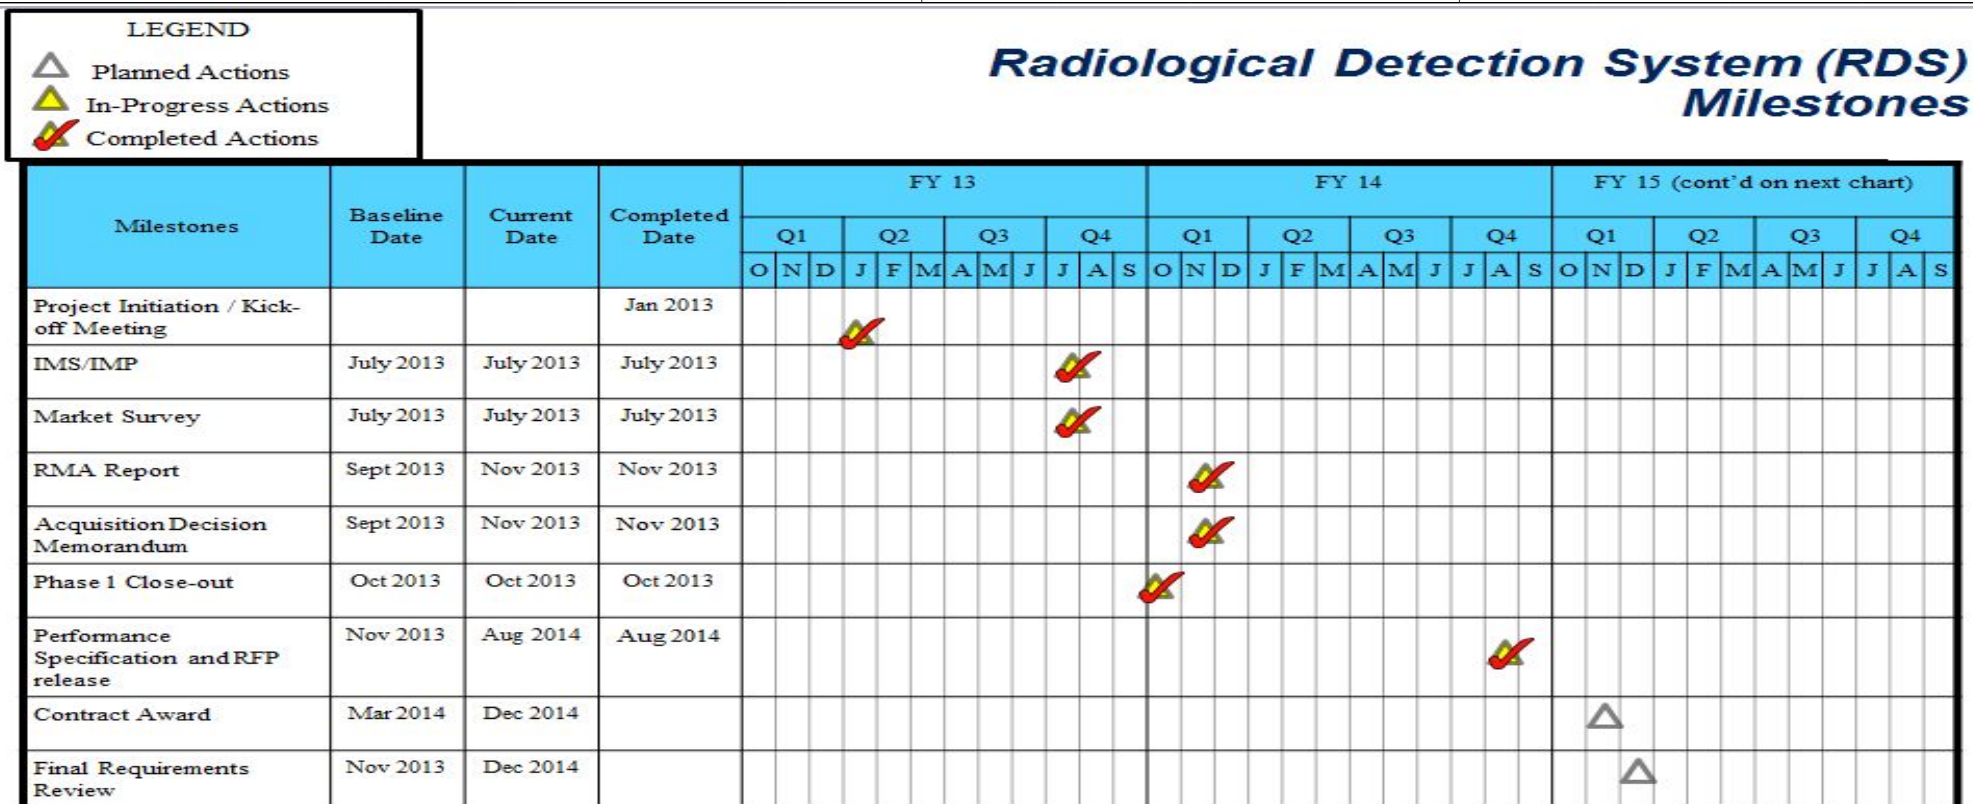 LEGEND
Planned Actions
In-Progress Actions
Completed Actions
Radiological Detection System (RDS)
Milestones
Milestones
Baseline
Date
Current
Date
Completed
Date
FY 13
FY 14
FY 15 (cont'd on next chart)
Q1 Q2 Q3 Q4 Q1 Q2 Q3 Q4 Q1 Q2 Q3 Q4
O N D J F M A M J J A S O N D J F M A M J J A S O N D J F M A M J J A S
Project Initiation / Kick-
off Meeting
Jan 2013
IMS/IMP July 2013 July 2013 July 2013
Market Survey July 2013 July 2013 July 2013
RMA Report Sept 2013 Nov 2013 Nov 2013
Acquisition Decision
Memorandum
Sept 2013 Nov 2013 Nov 2013
Phase 1 Close-out Oct 2013 Oct 2013 Oct 2013
Performance
Specification and RFP
release
Nov 2013 Aug 2014 Aug 2014
Contract Award Mar 2014 Dec 2014
Final Requirements
Review
Nov 2013 Dec 2014